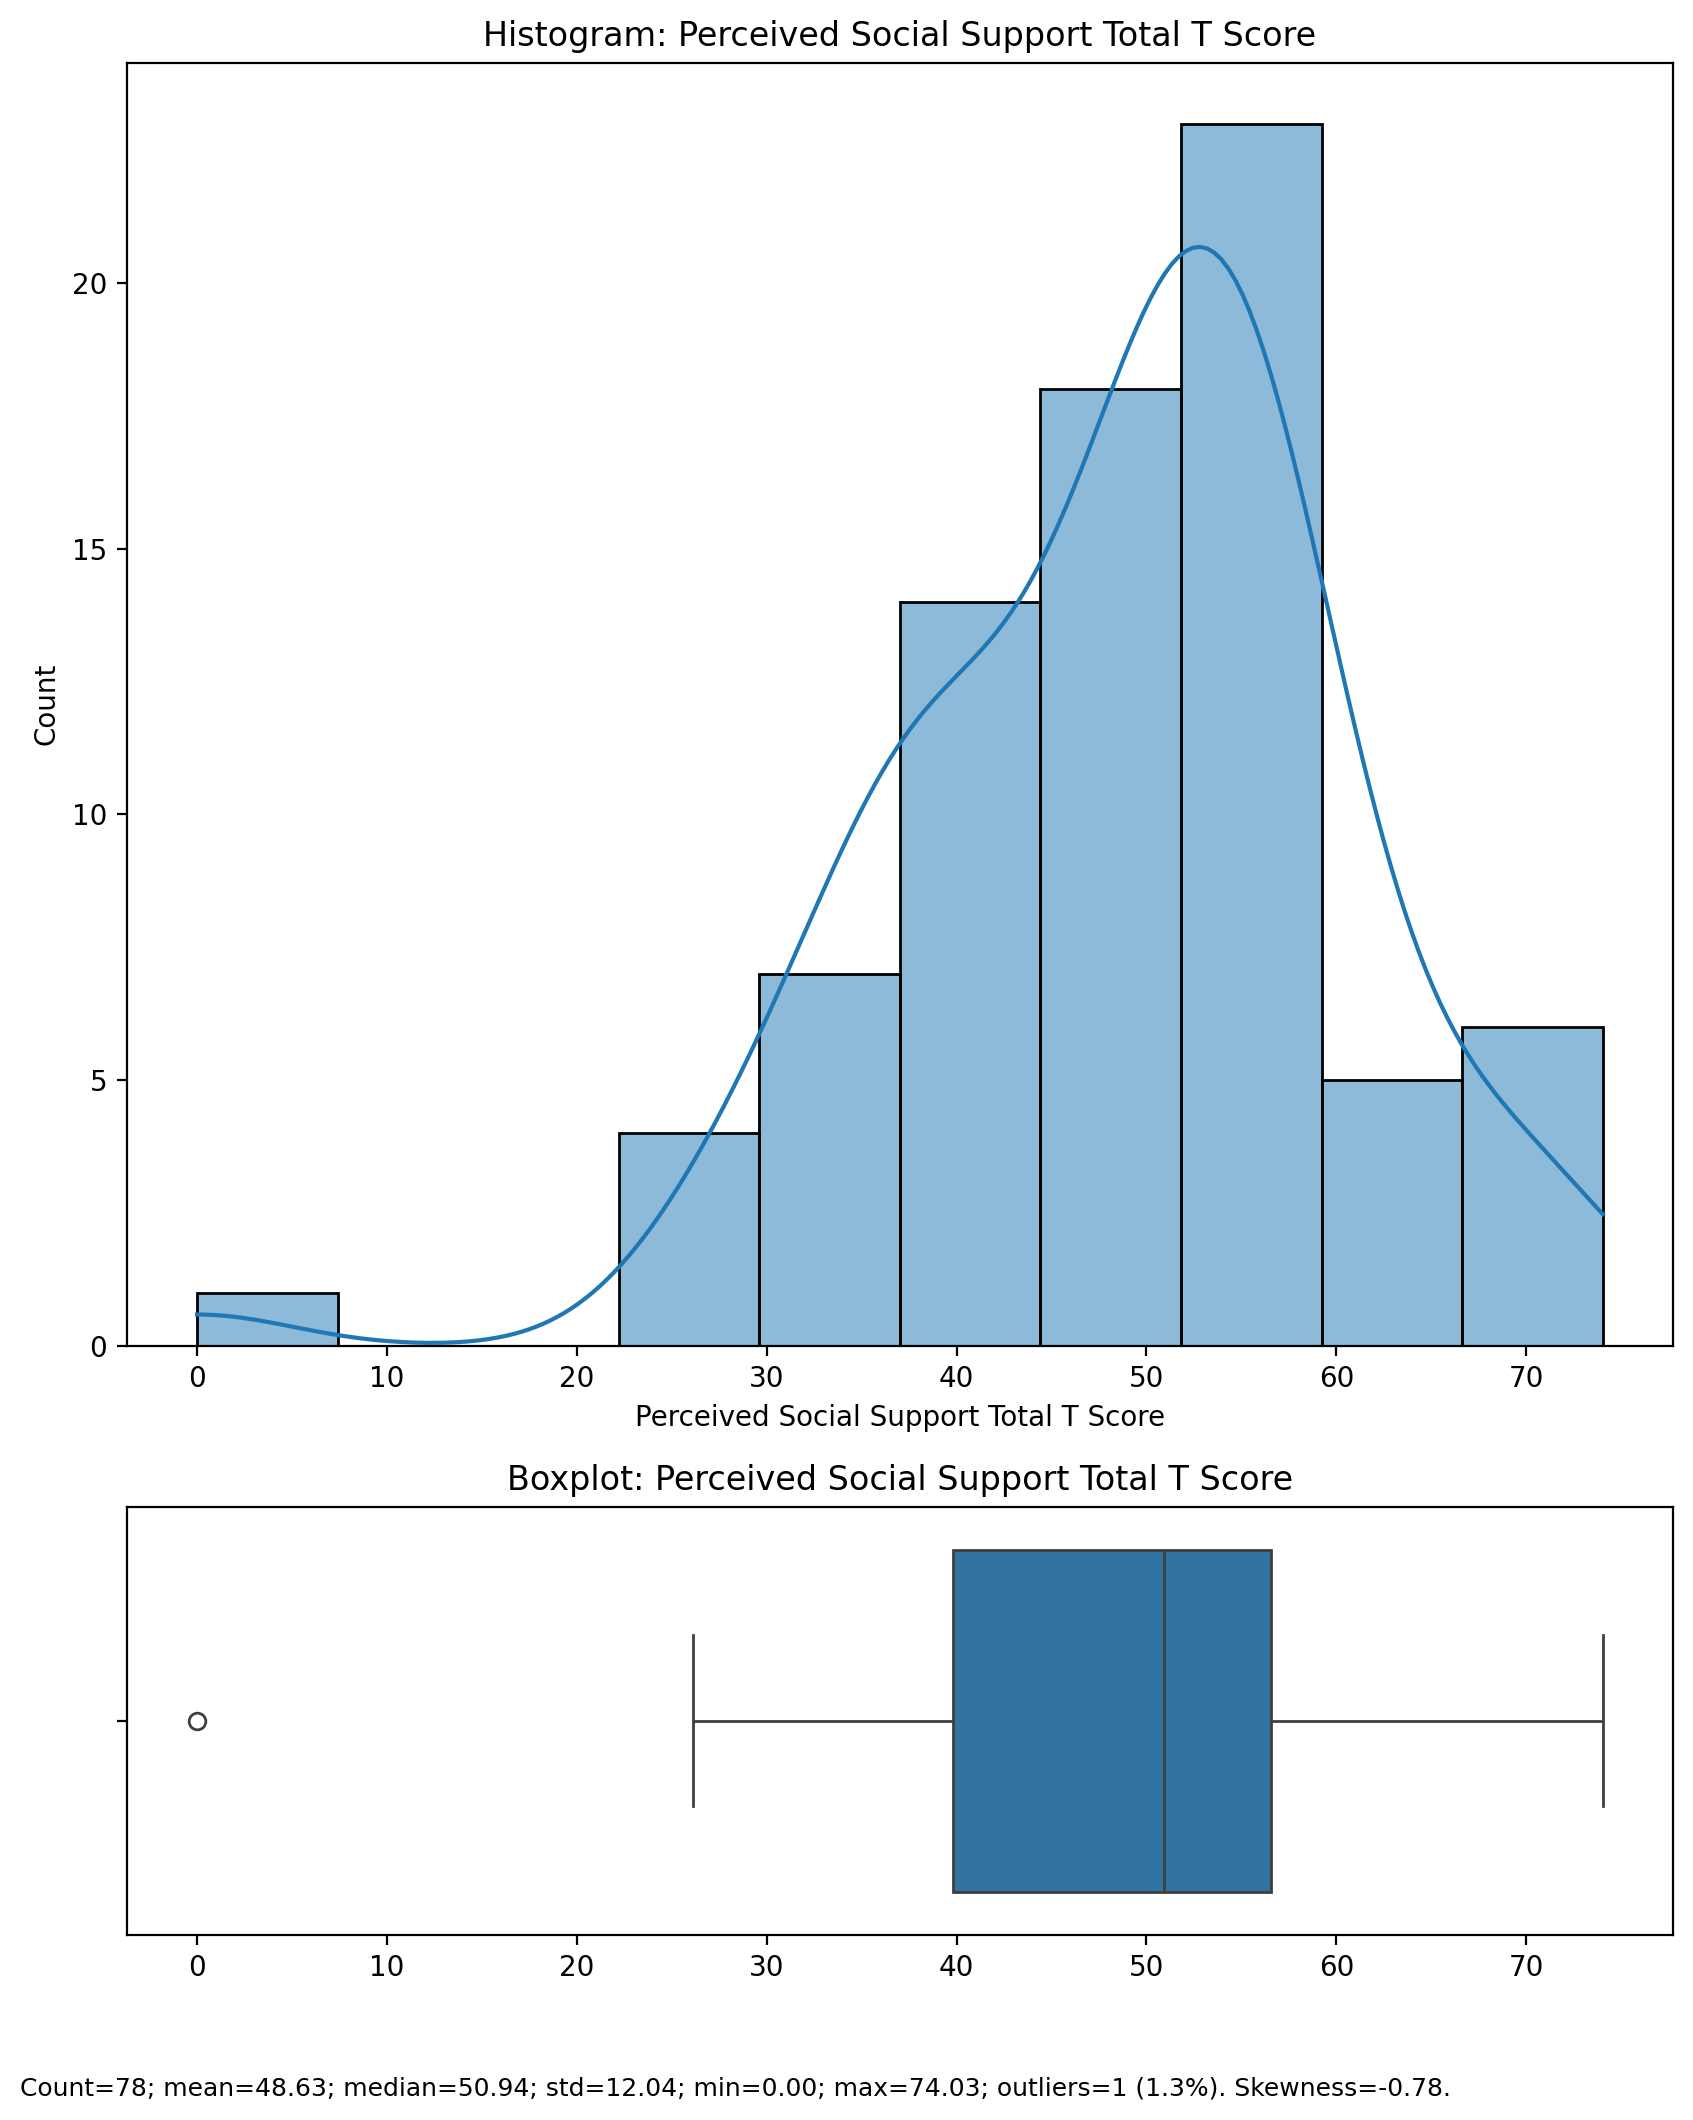 Histogram: Perceived Social Support Total T Score
20
15
10
5
0
Count
0 10 20 30 40 50 60 70
Perceived Social Support Total T Score
Boxplot: Perceived Social Support Total T Score
0 10 20 30 40 50 60 70
Count=78; mean=48.63; median=50.94; std=12.04; min=0.00; max=74.03; outliers=1 (1.3%). Skewness=-0.78.